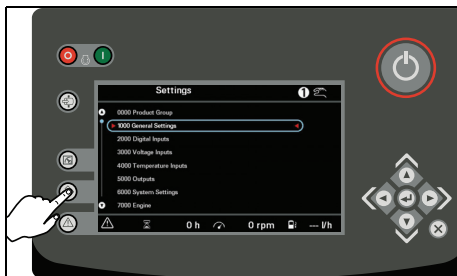 Settings
1
0000 Product Group
1000 General Settings
2000 Digital Inputs
3000 Voltage Inputs
4000 Temperature Inputs
5000 Outputs
6000 System Settings
7000 Engine
0 h 0 rpm --- l/h